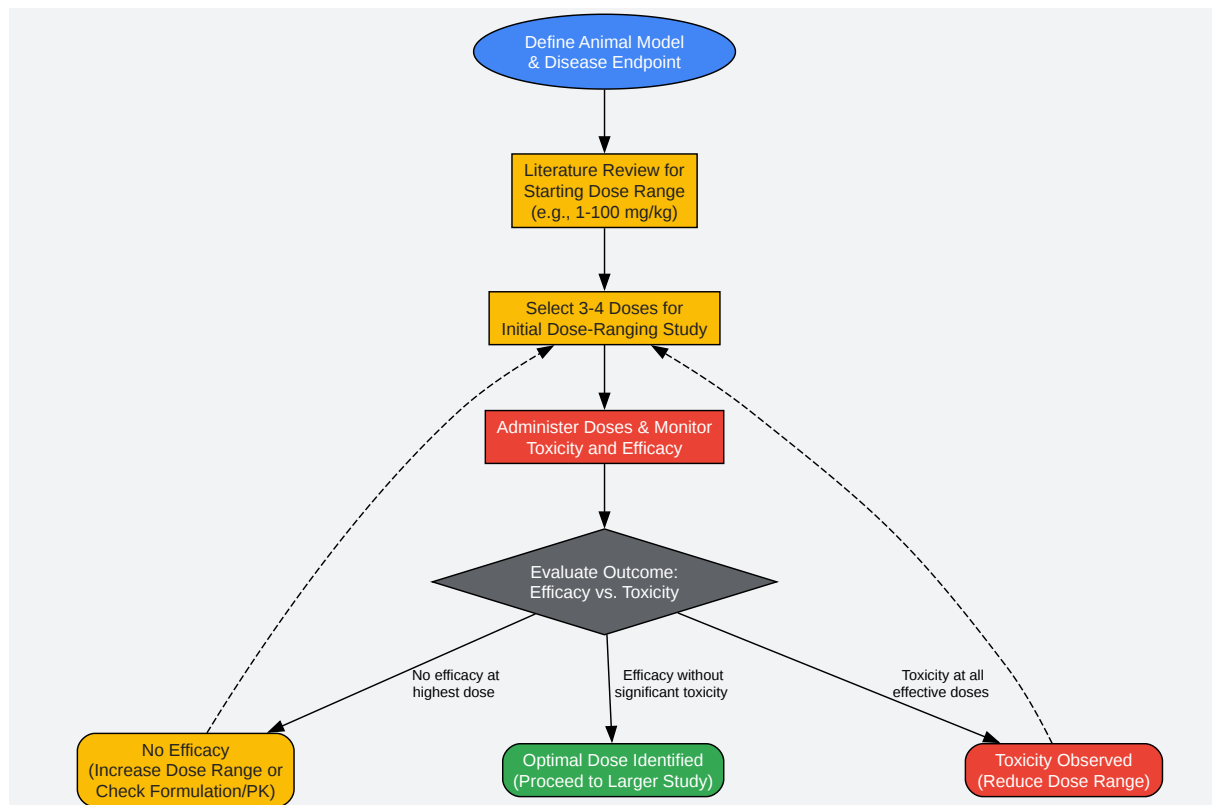 Define Animal Model
& Disease Endpoint
Literature Review for
Starting Dose Range
(e.g., 1-100 mg/kg)
Select 3-4 Doses for
Initial Dose-Ranging Study
Administer Doses & Monitor
Toxicity and Efficacy
Evaluate Outcome:
Efficacy vs. Toxicity
No efficacy at
highest dose
Efficacy without
significant toxicity
Toxicity at all
effective doses
No Efficacy
(Increase Dose Range or
Check Formulation/PK)
Optimal Dose Identified
(Proceed to Larger Study)
Toxicity Observed
(Reduce Dose Range)